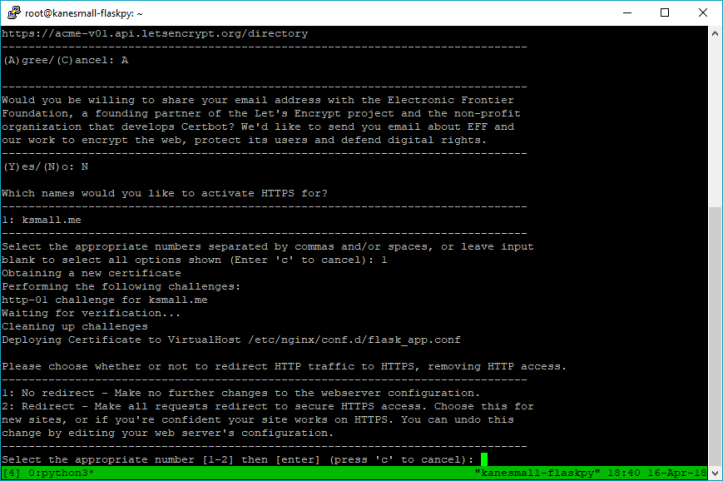 root@kanesmall-flaskpy: ~
https://acme-v01.api.letsencrypt.org/directory
-------------------------------------------------------------------------------
(A)gree/(C)ancel: A
-------------------------------------------------------------------------------
Would you be willing to share your email address with the Electronic Frontier
Foundation, a founding partner of the Let's Encrypt project and the non-profit
organization that develops Certbot? We'd like to send you email about EFF and
our work to encrypt the web, protect its users and defend digital rights.
-------------------------------------------------------------------------------
(Y)es/(N)o: N
Which names would you like to activate HTTPS for?
-------------------------------------------------------------------------------
1: ksmall.me
-------------------------------------------------------------------------------
Select the appropriate numbers separated by commas and/or spaces, or leave input
blank to select all options shown (Enter 'c' to cancel): 1
Obtaining a new certificate
Performing the following challenges:
http-01 challenge for ksmall.me
Waiting for verification...
Cleaning up challenges
Deploying Certificate to VirtualHost /etc/nginx/conf.d/flask_app.conf
Please choose whether or not to redirect HTTP traffic to HTTPS, removing HTTP access.
-------------------------------------------------------------------------------
1: No redirect - Make no further changes to the webserver configuration.
2: Redirect - Make all requests redirect to secure HTTPS access. Choose this for
new sites, or if you're confident your site works on HTTPS. You can undo this
change by editing your web server's configuration.
-------------------------------------------------------------------------------
Select the appropriate number [1-2] then [enter] (press 'c' to cancel):
[4] 0:python3* "kanesmall-flaskpy" 18:40 16-Apr-18